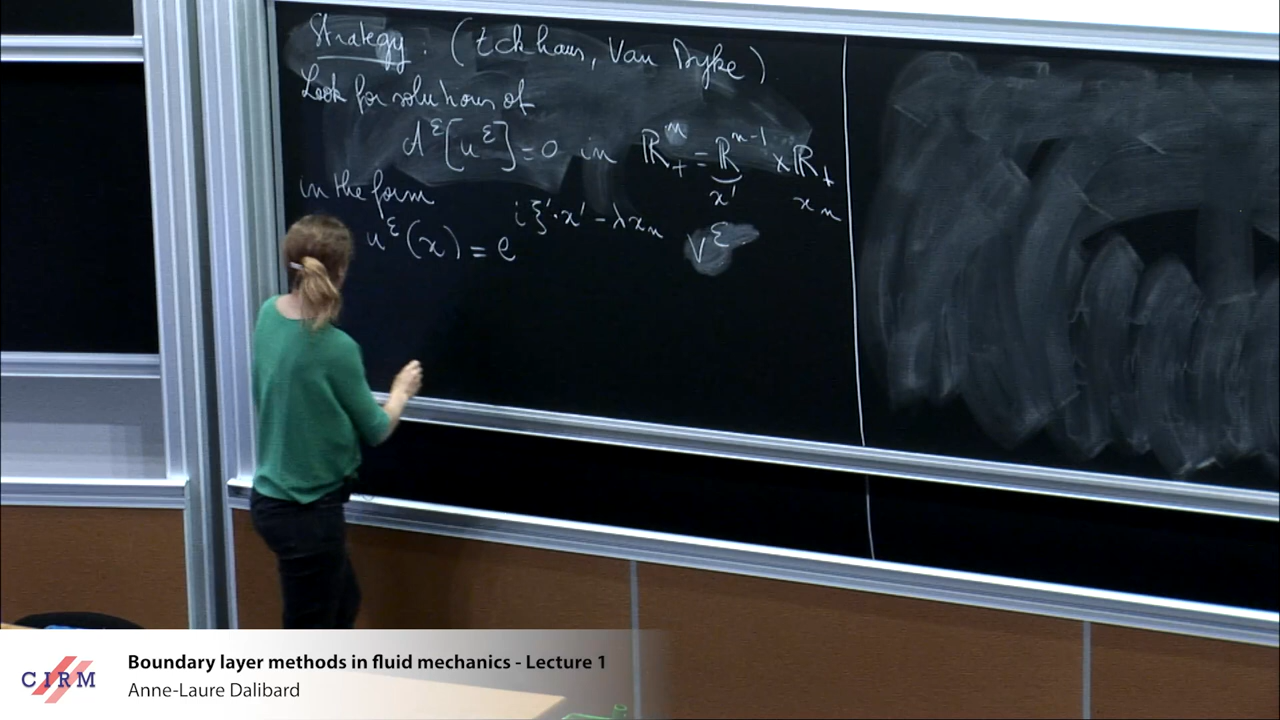 Strategy : (Eckhaus, Van Dyke)
Look for solutions of
𝒜^ε[u^ε] = 0 in ℝ^n_+ = ℝ^{n-1} × ℝ_+
x' x_n
in the form
u^ε(x) = e^{iξ'·x' - λx_n} V^ε
CIRM
Boundary layer methods in fluid mechanics - Lecture 1
Anne-Laure Dalibard